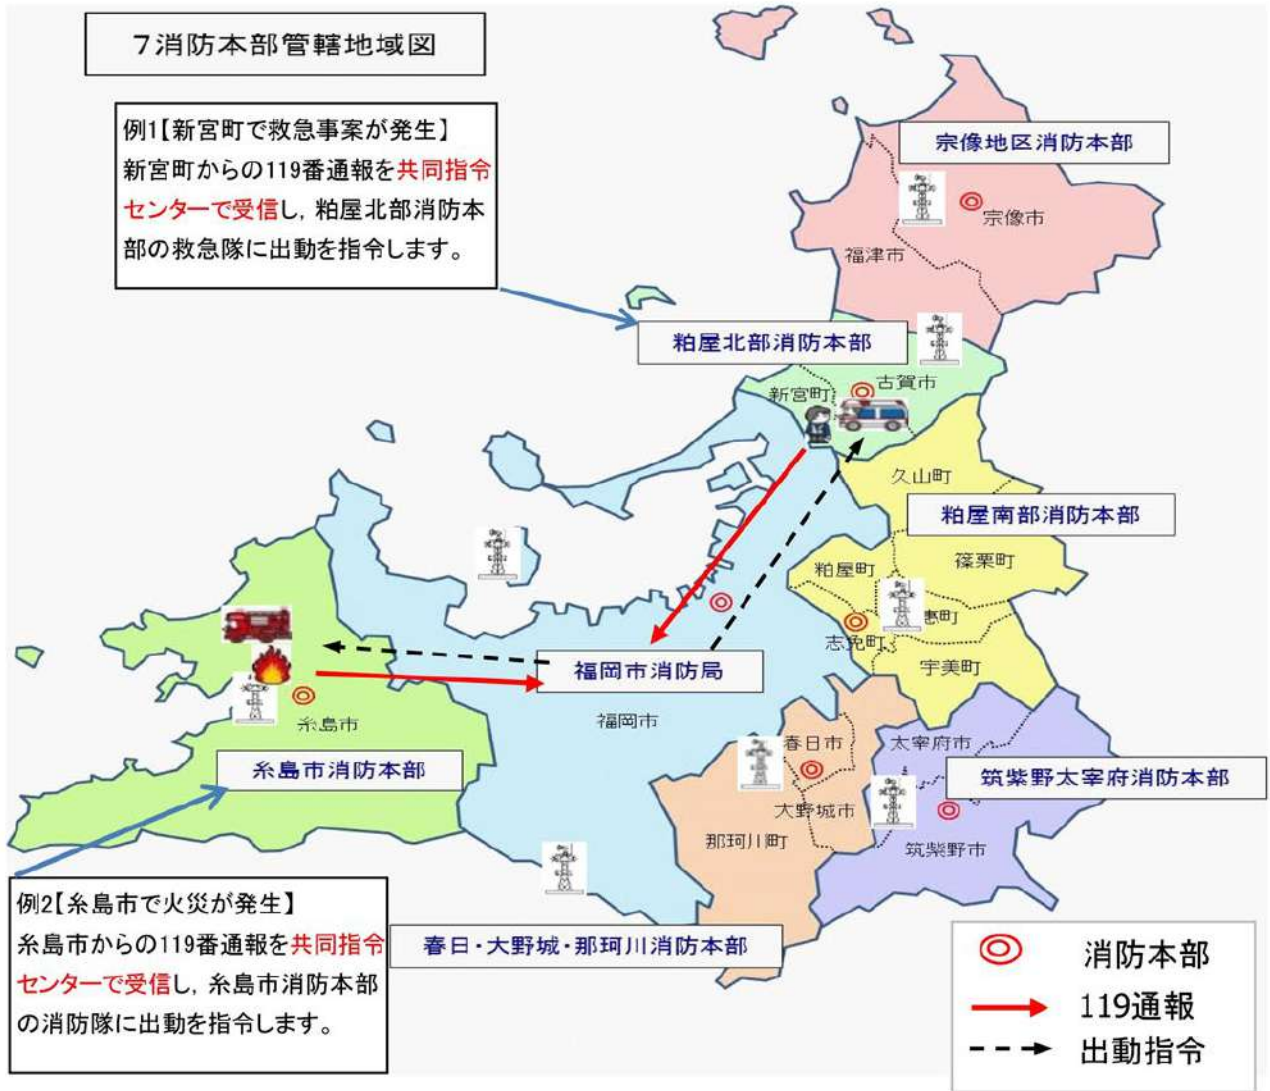 7消防本部管轄地域図
例1【新宮町で救急事案が発生】
新宮町からの119番通報を共同指令
センターで受信し,粕屋北部消防本
部の救急隊に出動を指令します。
宗像地区消防本部
宗像市
福津市
粕屋北部消防本部
古賀市
新宮町
久山町
粕屋南部消防本部
篠栗町
粕屋町
恵町
志免町
宇美町
福岡市消防局
福岡市
糸島市
糸島市消防本部
春日市
太宰府市
筑紫野太宰府消防本部
大野城市
那珂川町
筑紫野市
例2【糸島市で火災が発生】
糸島市からの119番通報を共同指令
センターで受信し,糸島市消防本部
の消防隊に出動を指令します。
春日・大野城・那珂川消防本部
消防本部
119通報
出動指令